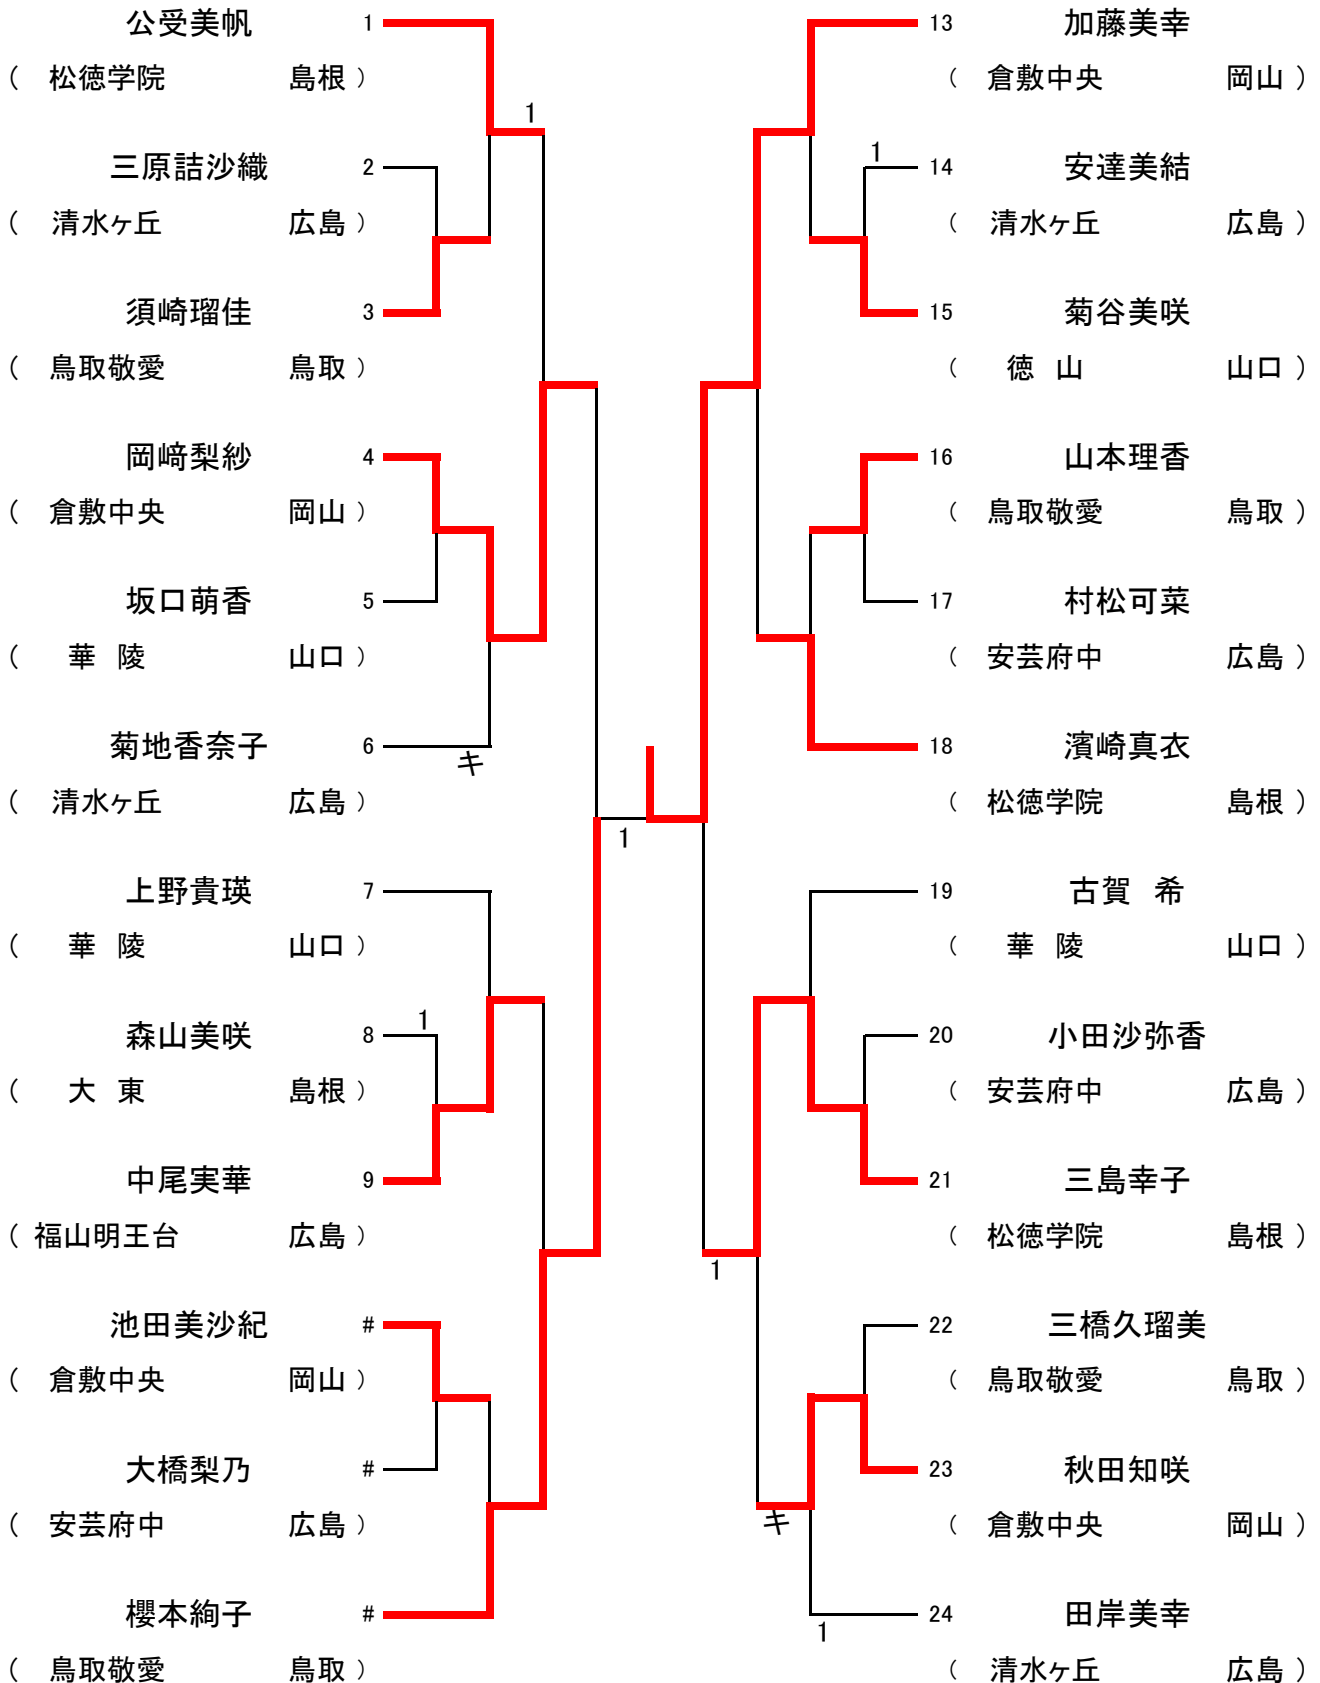 公受美帆 1
( 松徳学院 島根 )
1
三原詰沙織 2
( 清水ヶ丘 広島 )
須崎瑠佳 3
( 鳥取敬愛 鳥取 )
岡﨑梨紗 4
( 倉敷中央 岡山 )
坂口萌香 5
( 華 陵 山口 )
菊地香奈子 6
キ
( 清水ヶ丘 広島 )
1
上野貴瑛 7
( 華 陵 山口 )
1
森山美咲 8
( 大 東 島根 )
中尾実華 9
( 福山明王台 広島 )
池田美沙紀 #
( 倉敷中央 岡山 )
大橋梨乃 #
( 安芸府中 広島 )
櫻本絢子 #
( 鳥取敬愛 鳥取 )
13 加藤美幸
( 倉敷中央 岡山 )
1
14 安達美結
( 清水ヶ丘 広島 )
15 菊谷美咲
( 徳 山 山口 )
16 山本理香
( 鳥取敬愛 鳥取 )
17 村松可菜
( 安芸府中 広島 )
18 濱崎真衣
( 松徳学院 島根 )
19 古賀 希
( 華 陵 山口 )
20 小田沙弥香
( 安芸府中 広島 )
21 三島幸子
( 松徳学院 島根 )
1
22 三橋久瑠美
( 鳥取敬愛 鳥取 )
23 秋田知咲
キ
( 倉敷中央 岡山 )
24 田岸美幸
1
( 清水ヶ丘 広島 )